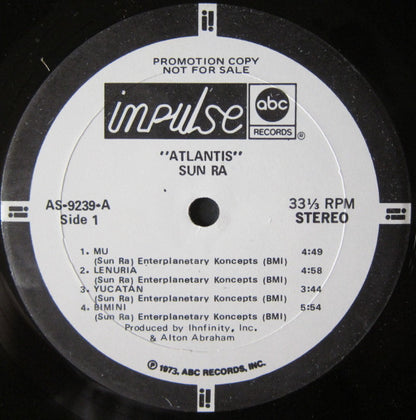 PROMOTION COPY
NOT FOR SALE
impulse
abc
RECORDS
®
"ATLANTIS"
SUN RA
AS-9239-A
Side 1
33⅓ RPM
STEREO
1. MU 4:49
(Sun Ra) Enterplanetary Koncepts (BMI)
2. LENURIA 4:58
(Sun Ra) Enterplanetary Koncepts (BMI)
3. YUCATAN 3:44
(Sun Ra) Enterplanetary Koncepts (BMI)
4. BIMINI 5:54
(Sun Ra) Enterplanetary Koncepts (BMI)
Produced by Ihnfinity, Inc.
& Alton Abraham
℗ 1973. ABC RECORDS, INC.